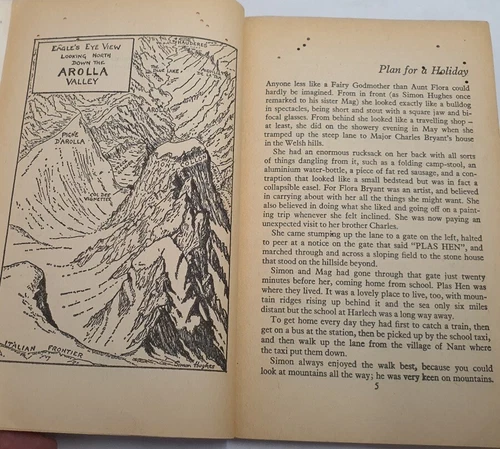 EAGLE'S EYE VIEW
LOOKING NORTH
DOWN THE
AROLLA
VALLEY
BLUE LAKE
PIGNE
D'AROLLA
COL DES
VIGNETTES
ITALIAN FRONTIER
Simon Hughes
Plan for a Holiday
Anyone less like a Fairy Godmother than Aunt Flora could
hardly be imagined. From in front (as Simon Hughes once
remarked to his sister Mag) she looked exactly like a bulldog
in spectacles, being short and stout with a square jaw and bi-
focal glasses. From behind she looked like a travelling shop –
at least, she did on the showery evening in May when she
tramped up the steep lane to Major Charles Bryant's house
in the Welsh hills.
She had an enormous rucksack on her back with all sorts
of things dangling from it, such as a folding camp-stool, an
aluminium water-bottle, a piece of fat red sausage, and a con-
traption that looked like a small bedstead but was in fact a
collapsible easel. For Flora Bryant was an artist, and believed
in carrying about with her all the things she might want. She
also believed in doing what she liked and going off on a paint-
ing trip whenever she felt inclined. She was now paying an
unexpected visit to her brother Charles.
She came stumping up the lane to a gate on the left, halted
to peer at a notice on the gate that said "PLAS HEN", and
marched through and across a sloping field to the stone house
that stood on the hillside beyond.
Simon and Mag had gone through that gate just twenty
minutes before her, coming home from school. Plas Hen was
where they lived. It was a lovely place to live, too, with moun-
tain ridges rising up behind it and the sea only six miles
distant but the school at Harlech was a long way away.
To get home every day they had first to catch a train, then
get on a bus at the station, then be picked up by the school taxi,
and then walk up the lane from the village of Nant where
the taxi put them down.
Simon always enjoyed the walk best, because you could
look at mountains all the way; he was very keen on mountains.
5